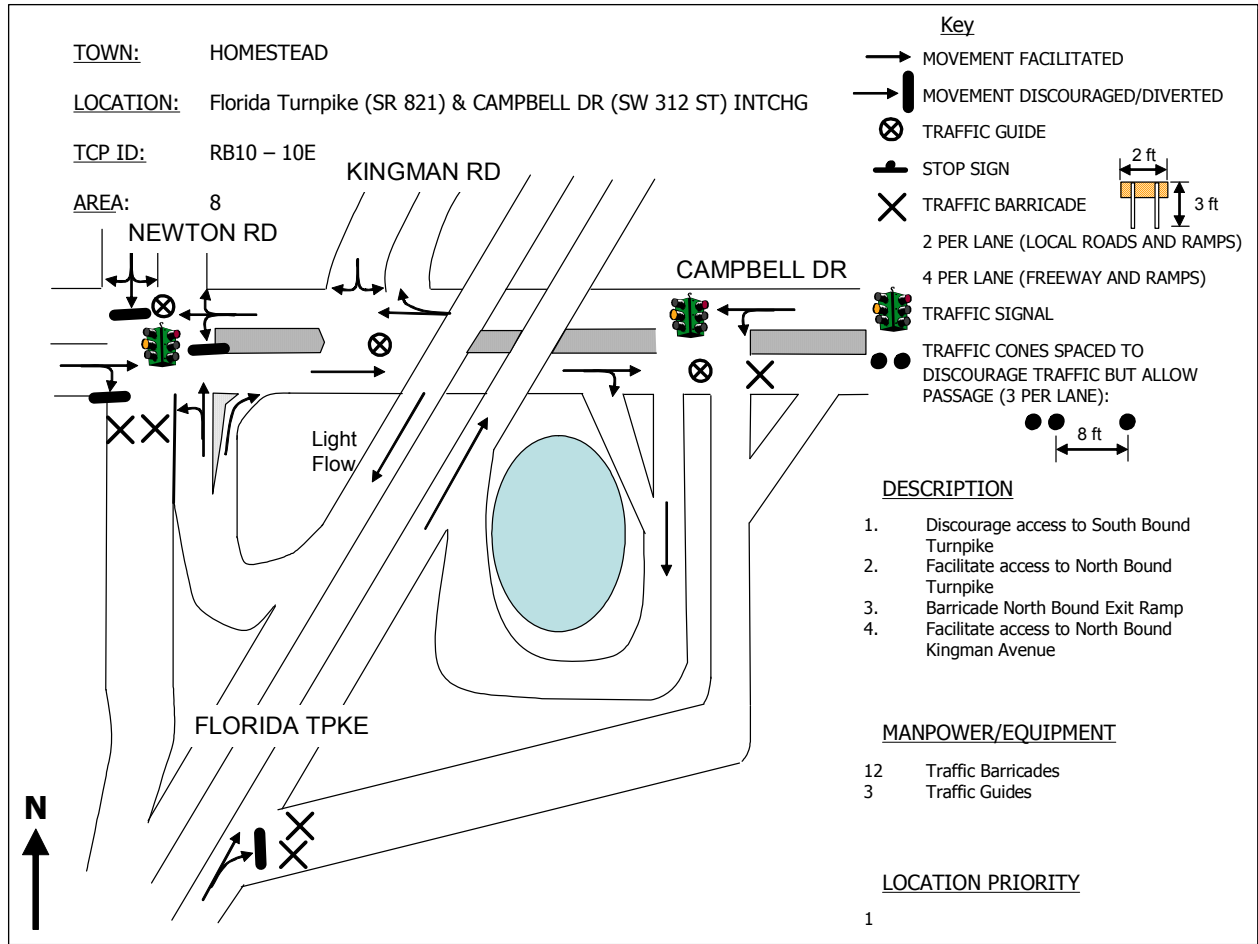 TOWN: HOMESTEAD
LOCATION: Florida Turnpike (SR 821) & CAMPBELL DR (SW 312 ST) INTCHG
TCP ID: RB10 – 10E
AREA: 8
KINGMAN RD
NEWTON RD
CAMPBELL DR
Light
Flow
FLORIDA TPKE
N
Key
MOVEMENT FACILITATED
MOVEMENT DISCOURAGED/DIVERTED
TRAFFIC GUIDE
STOP SIGN
2 ft
TRAFFIC BARRICADE
3 ft
2 PER LANE (LOCAL ROADS AND RAMPS)
4 PER LANE (FREEWAY AND RAMPS)
TRAFFIC SIGNAL
TRAFFIC CONES SPACED TO
DISCOURAGE TRAFFIC BUT ALLOW
PASSAGE (3 PER LANE):
8 ft
DESCRIPTION
1. Discourage access to South Bound
Turnpike
2. Facilitate access to North Bound
Turnpike
3. Barricade North Bound Exit Ramp
4. Facilitate access to North Bound
Kingman Avenue
MANPOWER/EQUIPMENT
12 Traffic Barricades
3 Traffic Guides
LOCATION PRIORITY
1